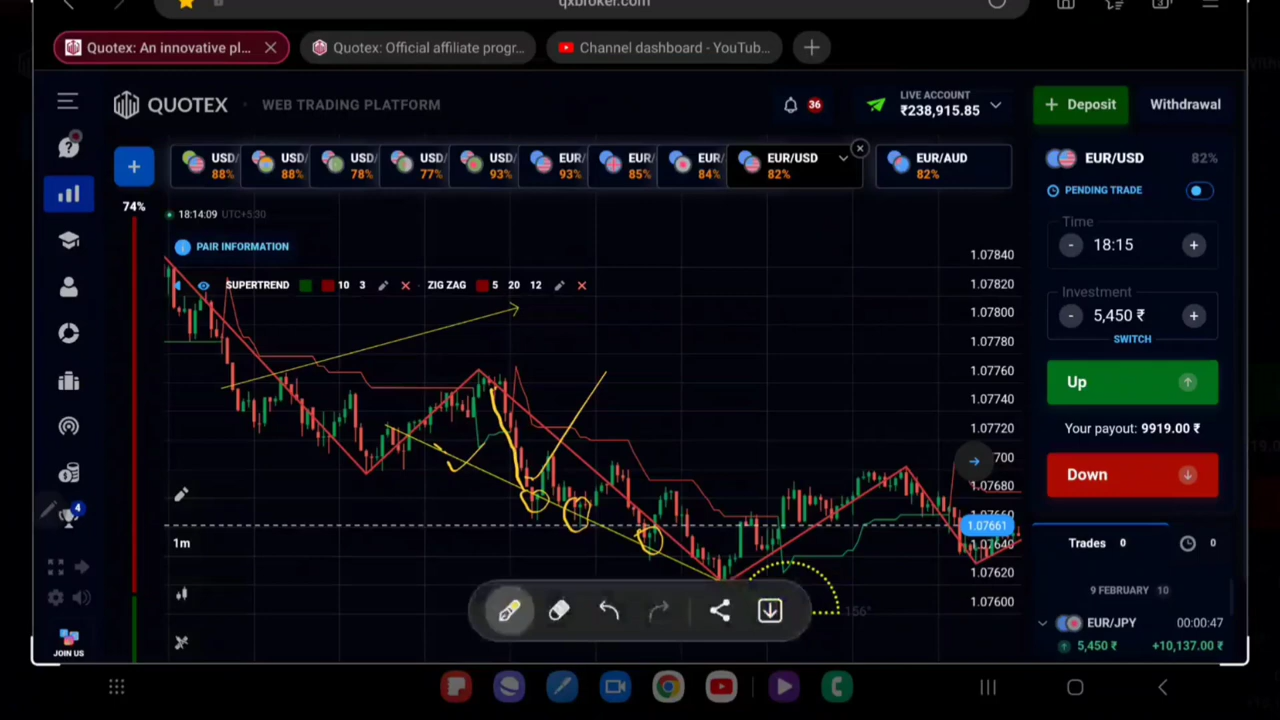 qxbroker.com
Quotex: An innovative pl...
Quotex: Official affiliate progr...
Channel dashboard - YouTub...
QUOTEX
WEB TRADING PLATFORM
36
LIVE ACCOUNT
₹238,915.85
+ Deposit
Withdrawal
USD/
88%
USD/
88%
USD/
78%
USD/
77%
USD/
93%
EUR/
93%
EUR/
85%
EUR/
84%
EUR/USD
82%
EUR/AUD
82%
EUR/USD
82%
PENDING TRADE
74%
18:14:09 UTC+5:30
PAIR INFORMATION
SUPERTREND 10 3
ZIG ZAG 5 20 12
Time
- 18:15 +
Investment
- 5,450 ₹ +
SWITCH
Up
Your payout: 9919.00 ₹
Down
1.07840
1.07820
1.07800
1.07780
1.07760
1.07740
1.07720
700
1.07680
1.07660
1.07661
1.07640
1.07620
1.07600
156°
1m
4
JOIN US
Trades 0
0
9 FEBRUARY 10
EUR/JPY 00:00:47
5,450 ₹ +10,137.00 ₹